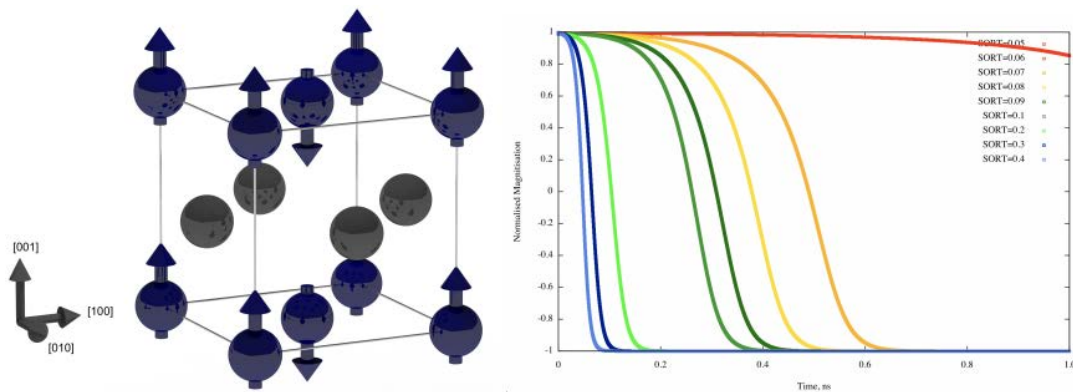 [001]
[100]
[010]
Normalised Magnitisation
1
0.8
0.6
0.4
0.2
0
-0.2
-0.4
-0.6
-0.8
-1
SORT=0.05
SORT=0.06
SORT=0.07
SORT=0.08
SORT=0.09
SORT=0.1
SORT=0.2
SORT=0.3
SORT=0.4
0
0.2
0.4
0.6
0.8
1.0
Time, ns